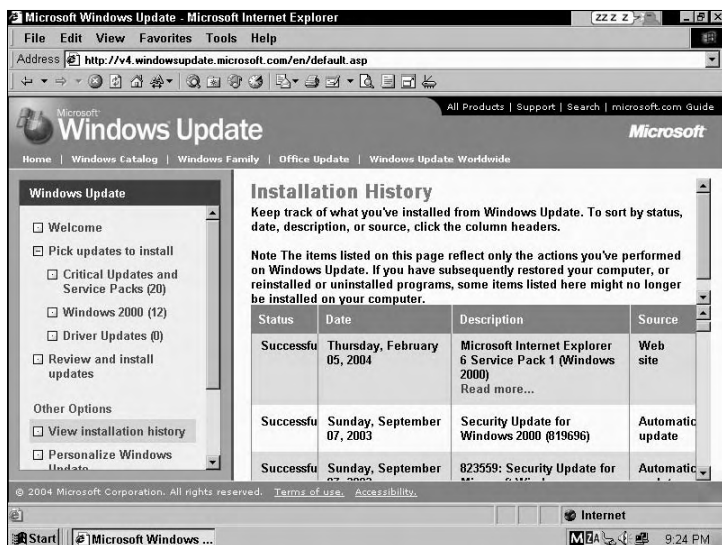 Microsoft Windows Update - Microsoft Internet Explorer
ZZ Z Z
File Edit View Favorites Tools Help
Address http://v4.windowsupdate.microsoft.com/en/default.asp
All Products | Support | Search | microsoft.com Guide
Microsoft
Windows Update
Microsoft
Home | Windows Catalog | Windows Family | Office Update | Windows Update Worldwide
Windows Update
Welcome
Pick updates to install
Critical Updates and
Service Packs (20)
Windows 2000 (12)
Driver Updates (0)
Review and install
updates
Other Options
View installation history
Personalize Windows
Update
Installation History
Keep track of what you've installed from Windows Update. To sort by status,
date, description, or source, click the column headers.
Note The items listed on this page reflect only the actions you've performed
on Windows Update. If you have subsequently restored your computer, or
reinstalled or uninstalled programs, some items listed here might no longer
be installed on your computer.
Status Date Description Source
Successfu Thursday, February Microsoft Internet Explorer Web
05, 2004 6 Service Pack 1 (Windows site
2000)
Read more...
Successfu Sunday, September Security Update for Automatic
07, 2003 Windows 2000 (819696) update
Successfu Sunday, September 823559: Security Update for Automatic
© 2004 Microsoft Corporation. All rights reserved. Terms of use. Accessibility.
Internet
Start Microsoft Windows ... 9:24 PM